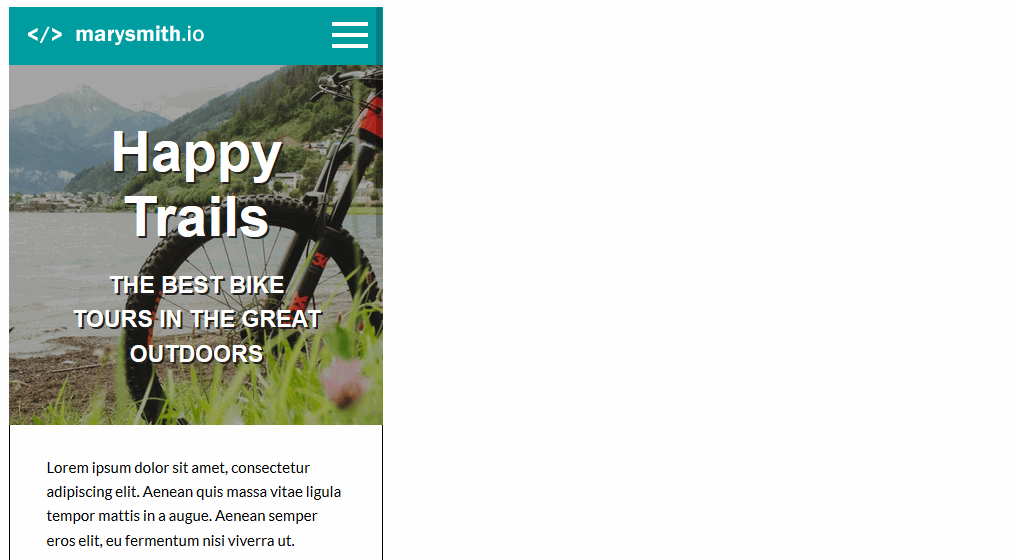 </> marysmith.io
Happy
Trails
THE BEST BIKE
TOURS IN THE GREAT
OUTDOORS
Lorem ipsum dolor sit amet, consectetur
adipiscing elit. Aenean quis massa vitae ligula
tempor mattis in a augue. Aenean semper
eros elit, eu fermentum nisi viverra ut.